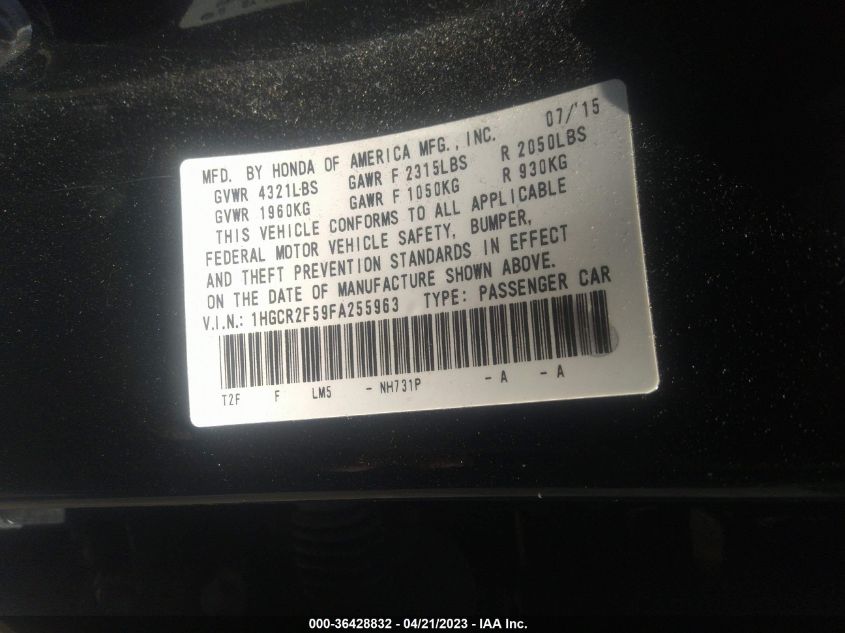 07/'15
MFD. BY HONDA OF AMERICA MFG., INC.
GVWR 4321LBS GAWR F 2315LBS R 2050LBS
GVWR 1960KG GAWR F 1050KG R 930KG
THIS VEHICLE CONFORMS TO ALL APPLICABLE
FEDERAL MOTOR VEHICLE SAFETY, BUMPER,
AND THEFT PREVENTION STANDARDS IN EFFECT
ON THE DATE OF MANUFACTURE SHOWN ABOVE.
V.I.N.: 1HGCR2F59FA255963 TYPE: PASSENGER CAR
T2F F LM5 - NH731P - A - A
000-36428832 - 04/21/2023 - IAA Inc.